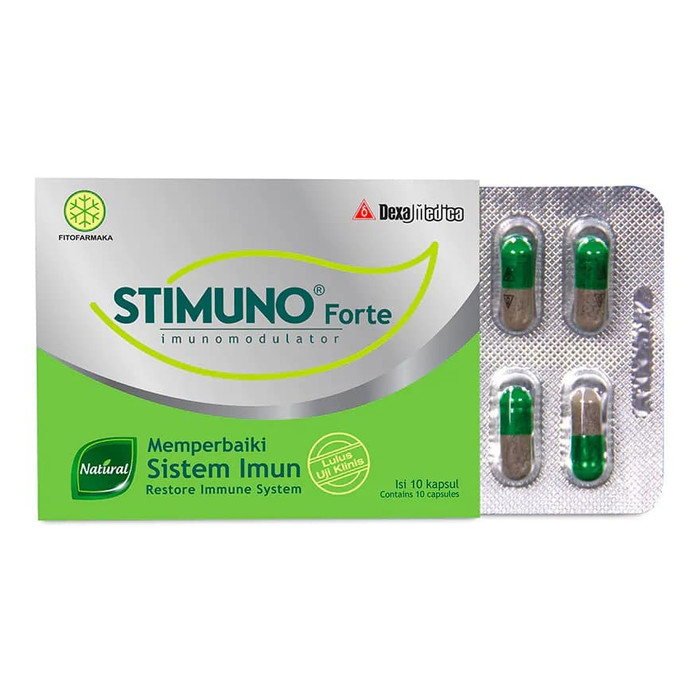 FITOFARMAKA
Dexa Medica
STIMUNO® Forte
imunomodulator
Natural
Memperbaiki
Sistem Imun
Restore Immune System
Lulus
Uji Klinis
Isi 10 kapsul
Contains 10 capsules